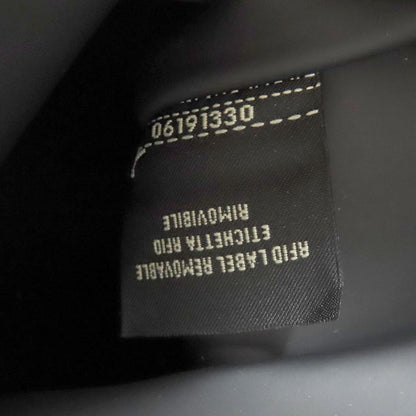 06191330
RFID LABEL REMOVABLE
ETICHETTA RFID
RIMOVIBILE